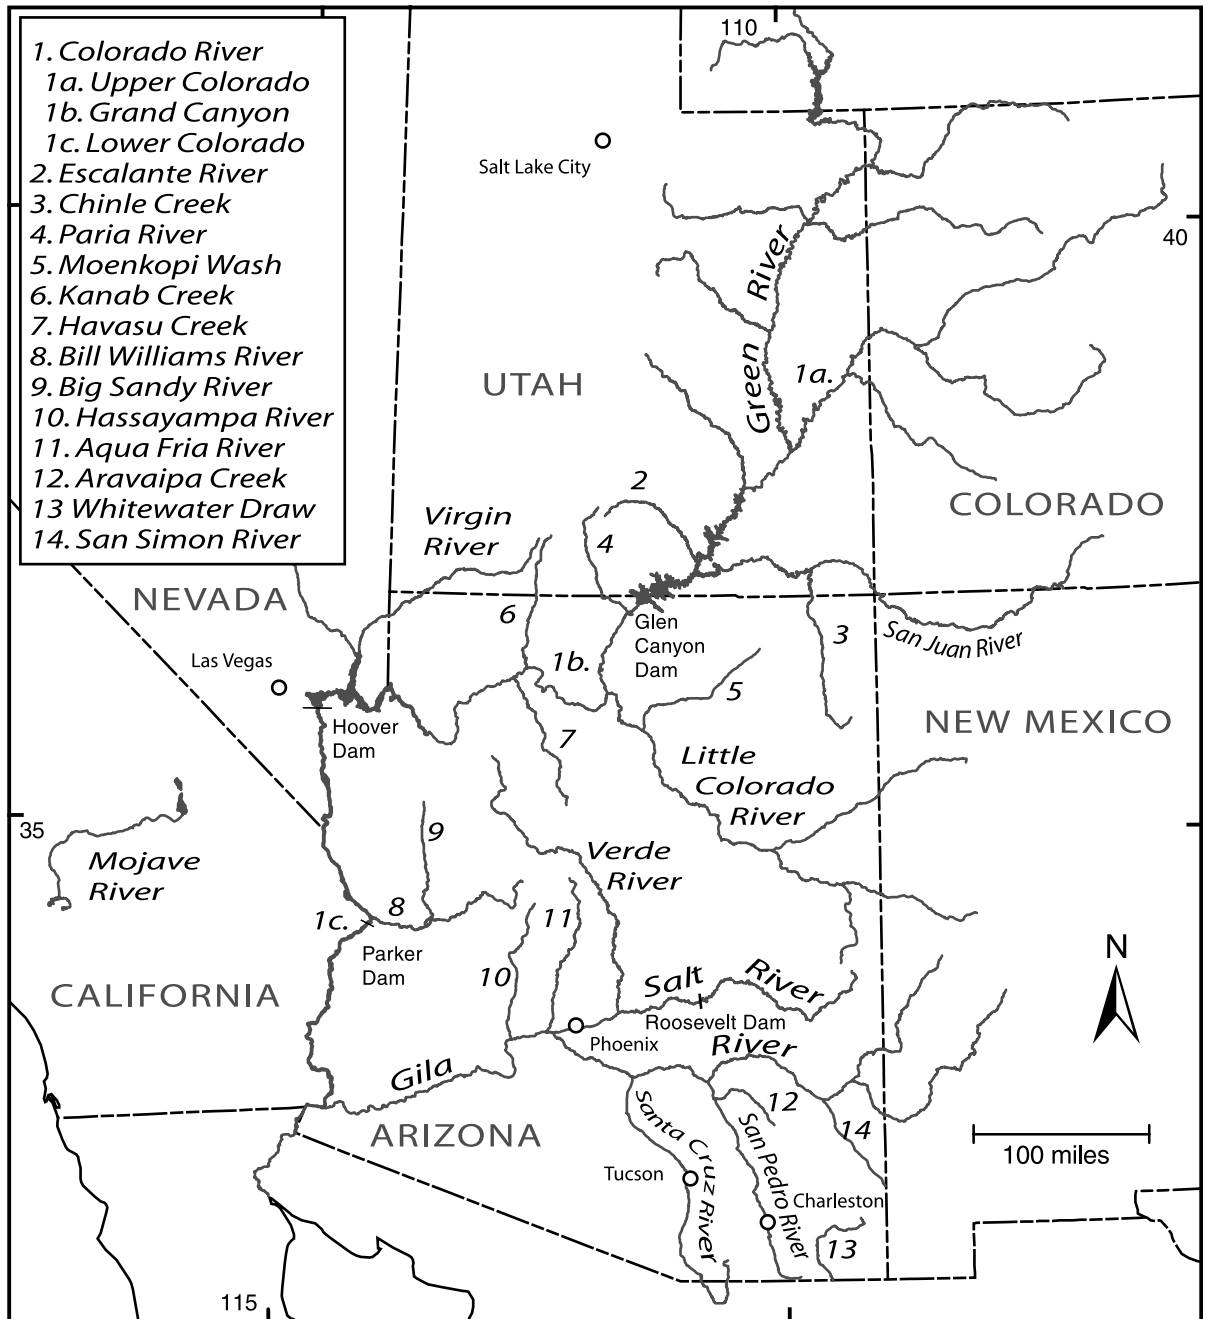 1. Colorado River
1a. Upper Colorado
1b. Grand Canyon
1c. Lower Colorado
2. Escalante River
3. Chinle Creek
4. Paria River
5. Moenkopi Wash
6. Kanab Creek
7. Havasu Creek
8. Bill Williams River
9. Big Sandy River
10. Hassayampa River
11. Aqua Fria River
12. Aravaipa Creek
13 Whitewater Draw
14. San Simon River
110
Salt Lake City
40
Green River
1a.
UTAH
COLORADO
2
Virgin
River
4
NEVADA
6
Glen
Canyon
Dam
3
San Juan River
Las Vegas
1b.
5
Hoover
Dam
7
NEW MEXICO
Little
Colorado
River
35
9
Mojave
River
Verde
River
8
1c.
11
Parker
Dam
10
Salt River
N
CALIFORNIA
Roosevelt Dam
Phoenix
River
Gila
12
14
ARIZONA
Santa Cruz River
San Pedro River
100 miles
Tucson
Charleston
13
115